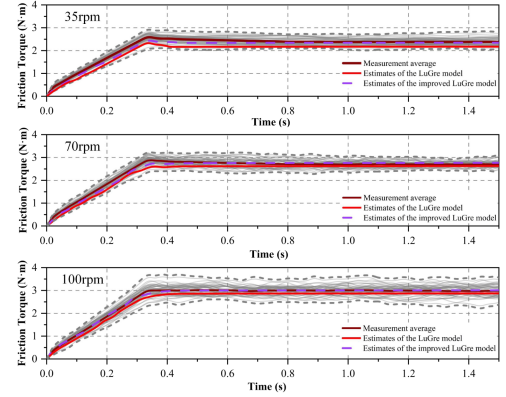 35rpm
Friction Torque (N·m)
4
3
2
1
0
Measurement average
Estimates of the LuGre model
Estimates of the improved LuGre model
0.0 0.2 0.4 0.6 0.8 1.0 1.2 1.4
Time (s)
70rpm
Friction Torque (N·m)
4
3
2
1
0
Measurement average
Estimates of the LuGre model
Estimates of the improved LuGre model
0.0 0.2 0.4 0.6 0.8 1.0 1.2 1.4
Time (s)
100rpm
Friction Torque (N·m)
4
3
2
1
0
Measurement average
Estimates of the LuGre model
Estimates of the improved LuGre model
0.0 0.2 0.4 0.6 0.8 1.0 1.2 1.4
Time (s)